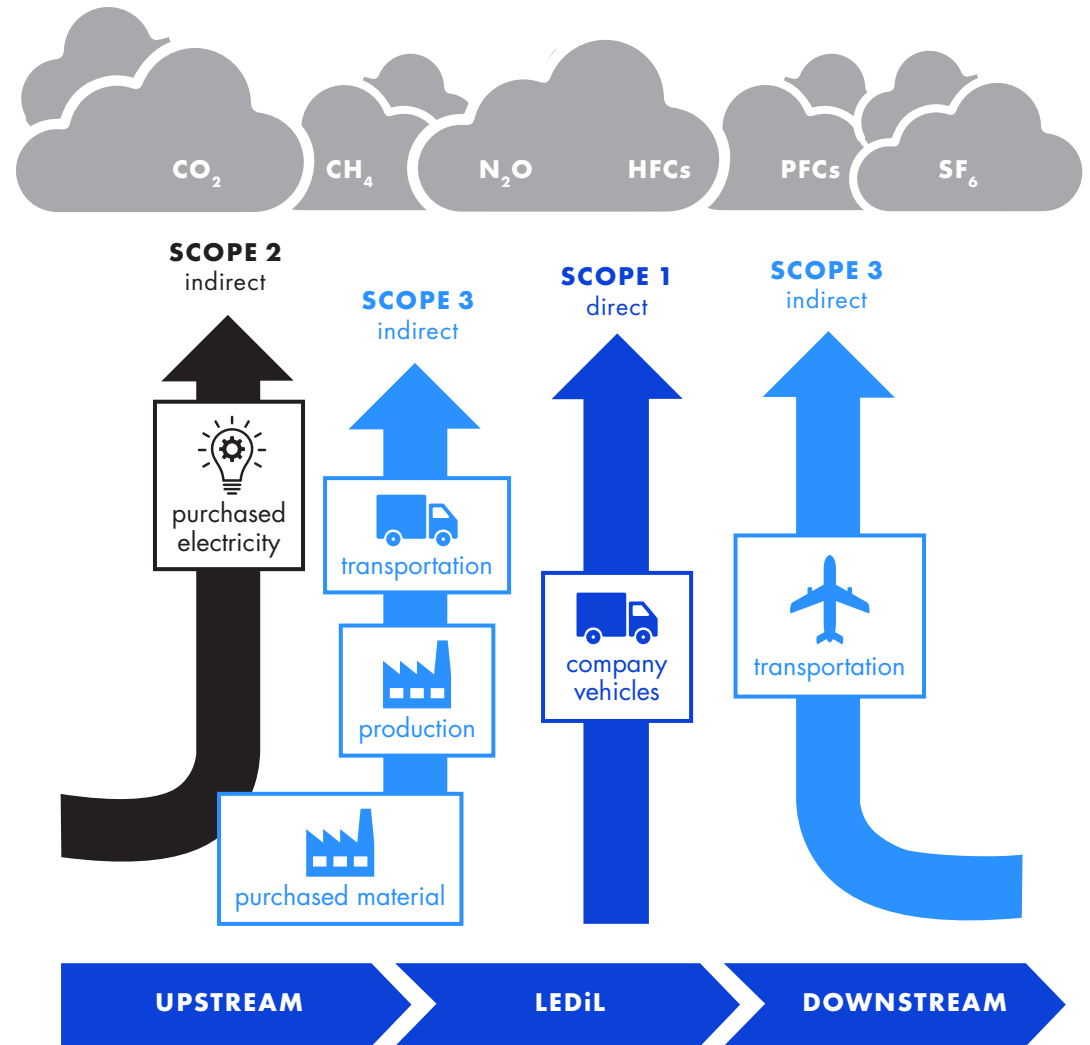 CO₂
CH₄
N₂O
HFCs
PFCs
SF₆
SCOPE 2
indirect
purchased
electricity
SCOPE 3
indirect
transportation
production
purchased material
SCOPE 1
direct
company
vehicles
SCOPE 3
indirect
transportation
UPSTREAM
LEDiL
DOWNSTREAM